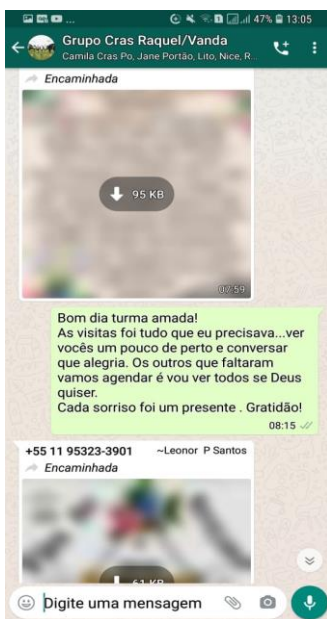 47% 13:05
Grupo Cras Raquel/Vanda
Camila Cras Po, Jane Portão, Lito, Nice, R...
Encaminhada
95 KB
07:59
Bom dia turma amada!
As visitas foi tudo que eu precisava...ver
vocês um pouco de perto e conversar
que alegria. Os outros que faltaram
vamos agendar é vou ver todos se Deus
quiser.
Cada sorriso foi um presente . Gratidão!
08:15
+55 11 95323-3901 ~Leonor P Santos
Encaminhada
61 KB
Digite uma mensagem